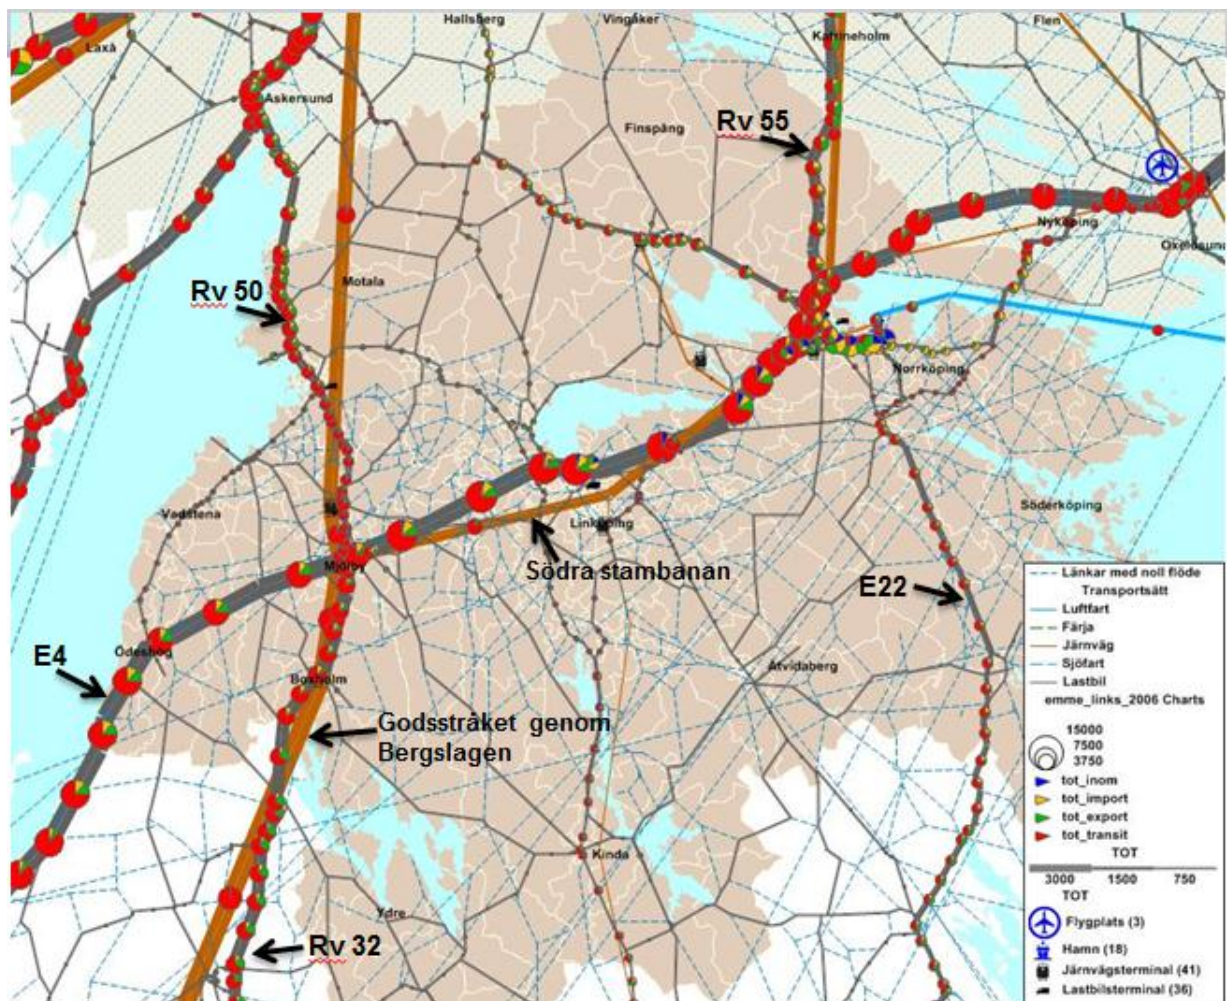 Hallsberg
Vingåker
Flen
Laxå
Katrineholm
Askersund
Finspång
Rv 55
Nyköping
Oxelösund
Motala
Rv 50
Norrköping
Vadstena
Söderköping
Linköping
Mjölby
Södra stambanan
E22
E4
Ödeshög
Åtvidaberg
Boxholm
Godsstråket genom
Bergslagen
Kinda
Ydre
Rv 32
Länkar med noll flöde
Transportsätt
Luftfart
Färja
Järnväg
Sjöfart
Lastbil
emme_links_2006 Charts
15000
7500
3750
tot_inom
tot_import
tot_export
tot_transit
TOT
3000 1500 750
TOT
Flygplats (3)
Hamn (18)
Järnvägsterminal (41)
Lastbilsterminal (36)